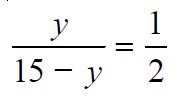 y/(15 − y) = 1/2